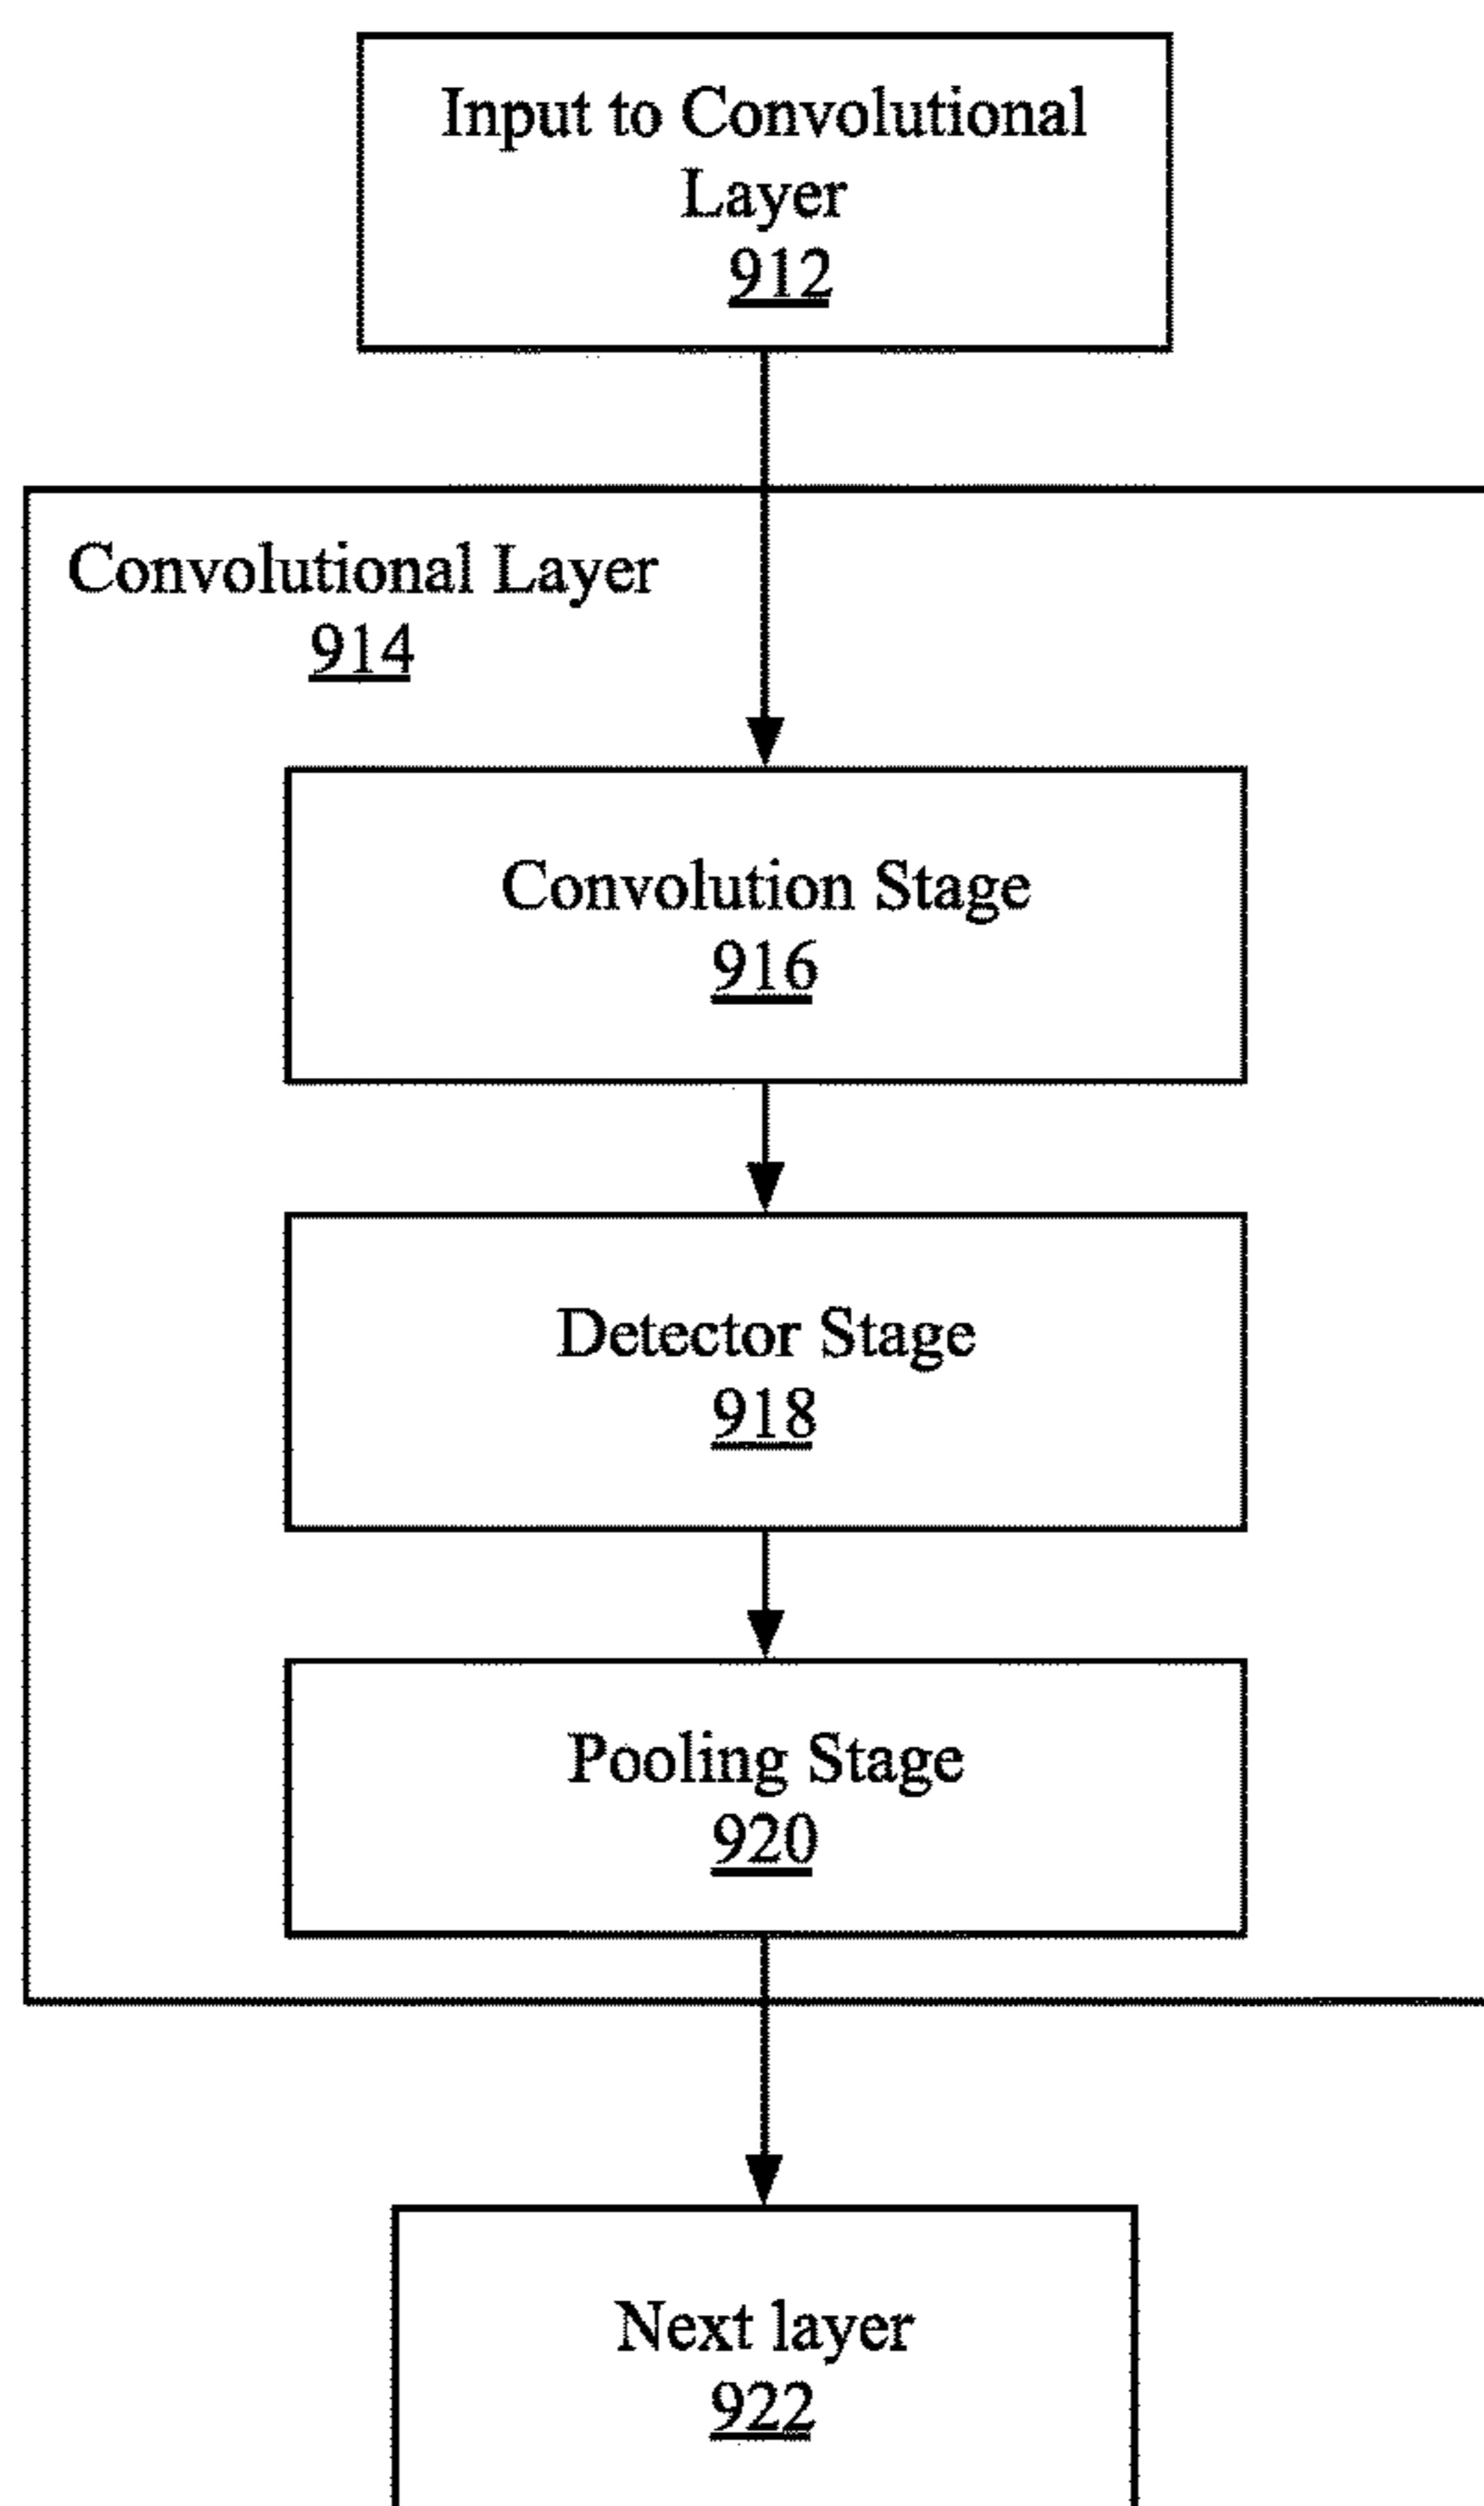 Input to Convolutional
Layer
912
Convolutional Layer
914
Convolution Stage
916
Detector Stage
918
Pooling Stage
920
Next layer
922